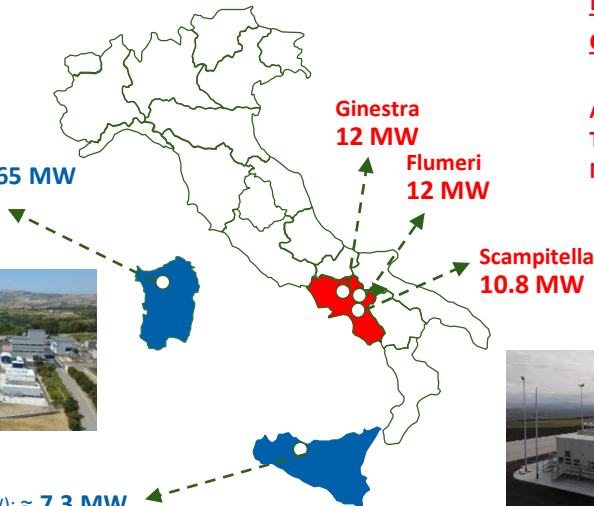 Ginestra
12 MW
Flumeri
12 MW
65 MW
Scampitella
10.8 MW
≈ 7.3 MW